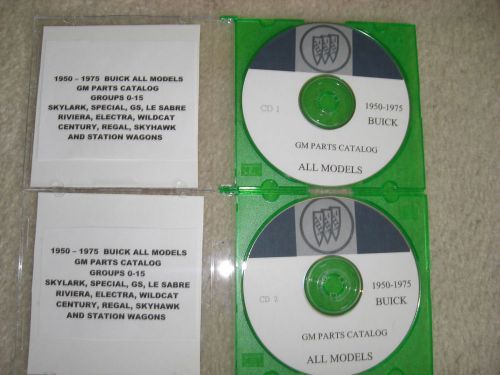 1950 – 1975 BUICK ALL MODELS
GM PARTS CATALOG
GROUPS 0-15
SKYLARK, SPECIAL, GS, LE SABRE
RIVIERA, ELECTRA, WILDCAT
CENTURY, REGAL, SKYHAWK
AND STATION WAGONS
CD 1
1950-1975
BUICK
GM PARTS CATALOG
ALL MODELS
1950 – 1975 BUICK ALL MODELS
GM PARTS CATALOG
GROUPS 0-15
SKYLARK, SPECIAL, GS, LE SABRE
RIVIERA, ELECTRA, WILDCAT
CENTURY, REGAL, SKYHAWK
AND STATION WAGONS
CD 2
1950-1975
BUICK
GM PARTS CATALOG
ALL MODELS